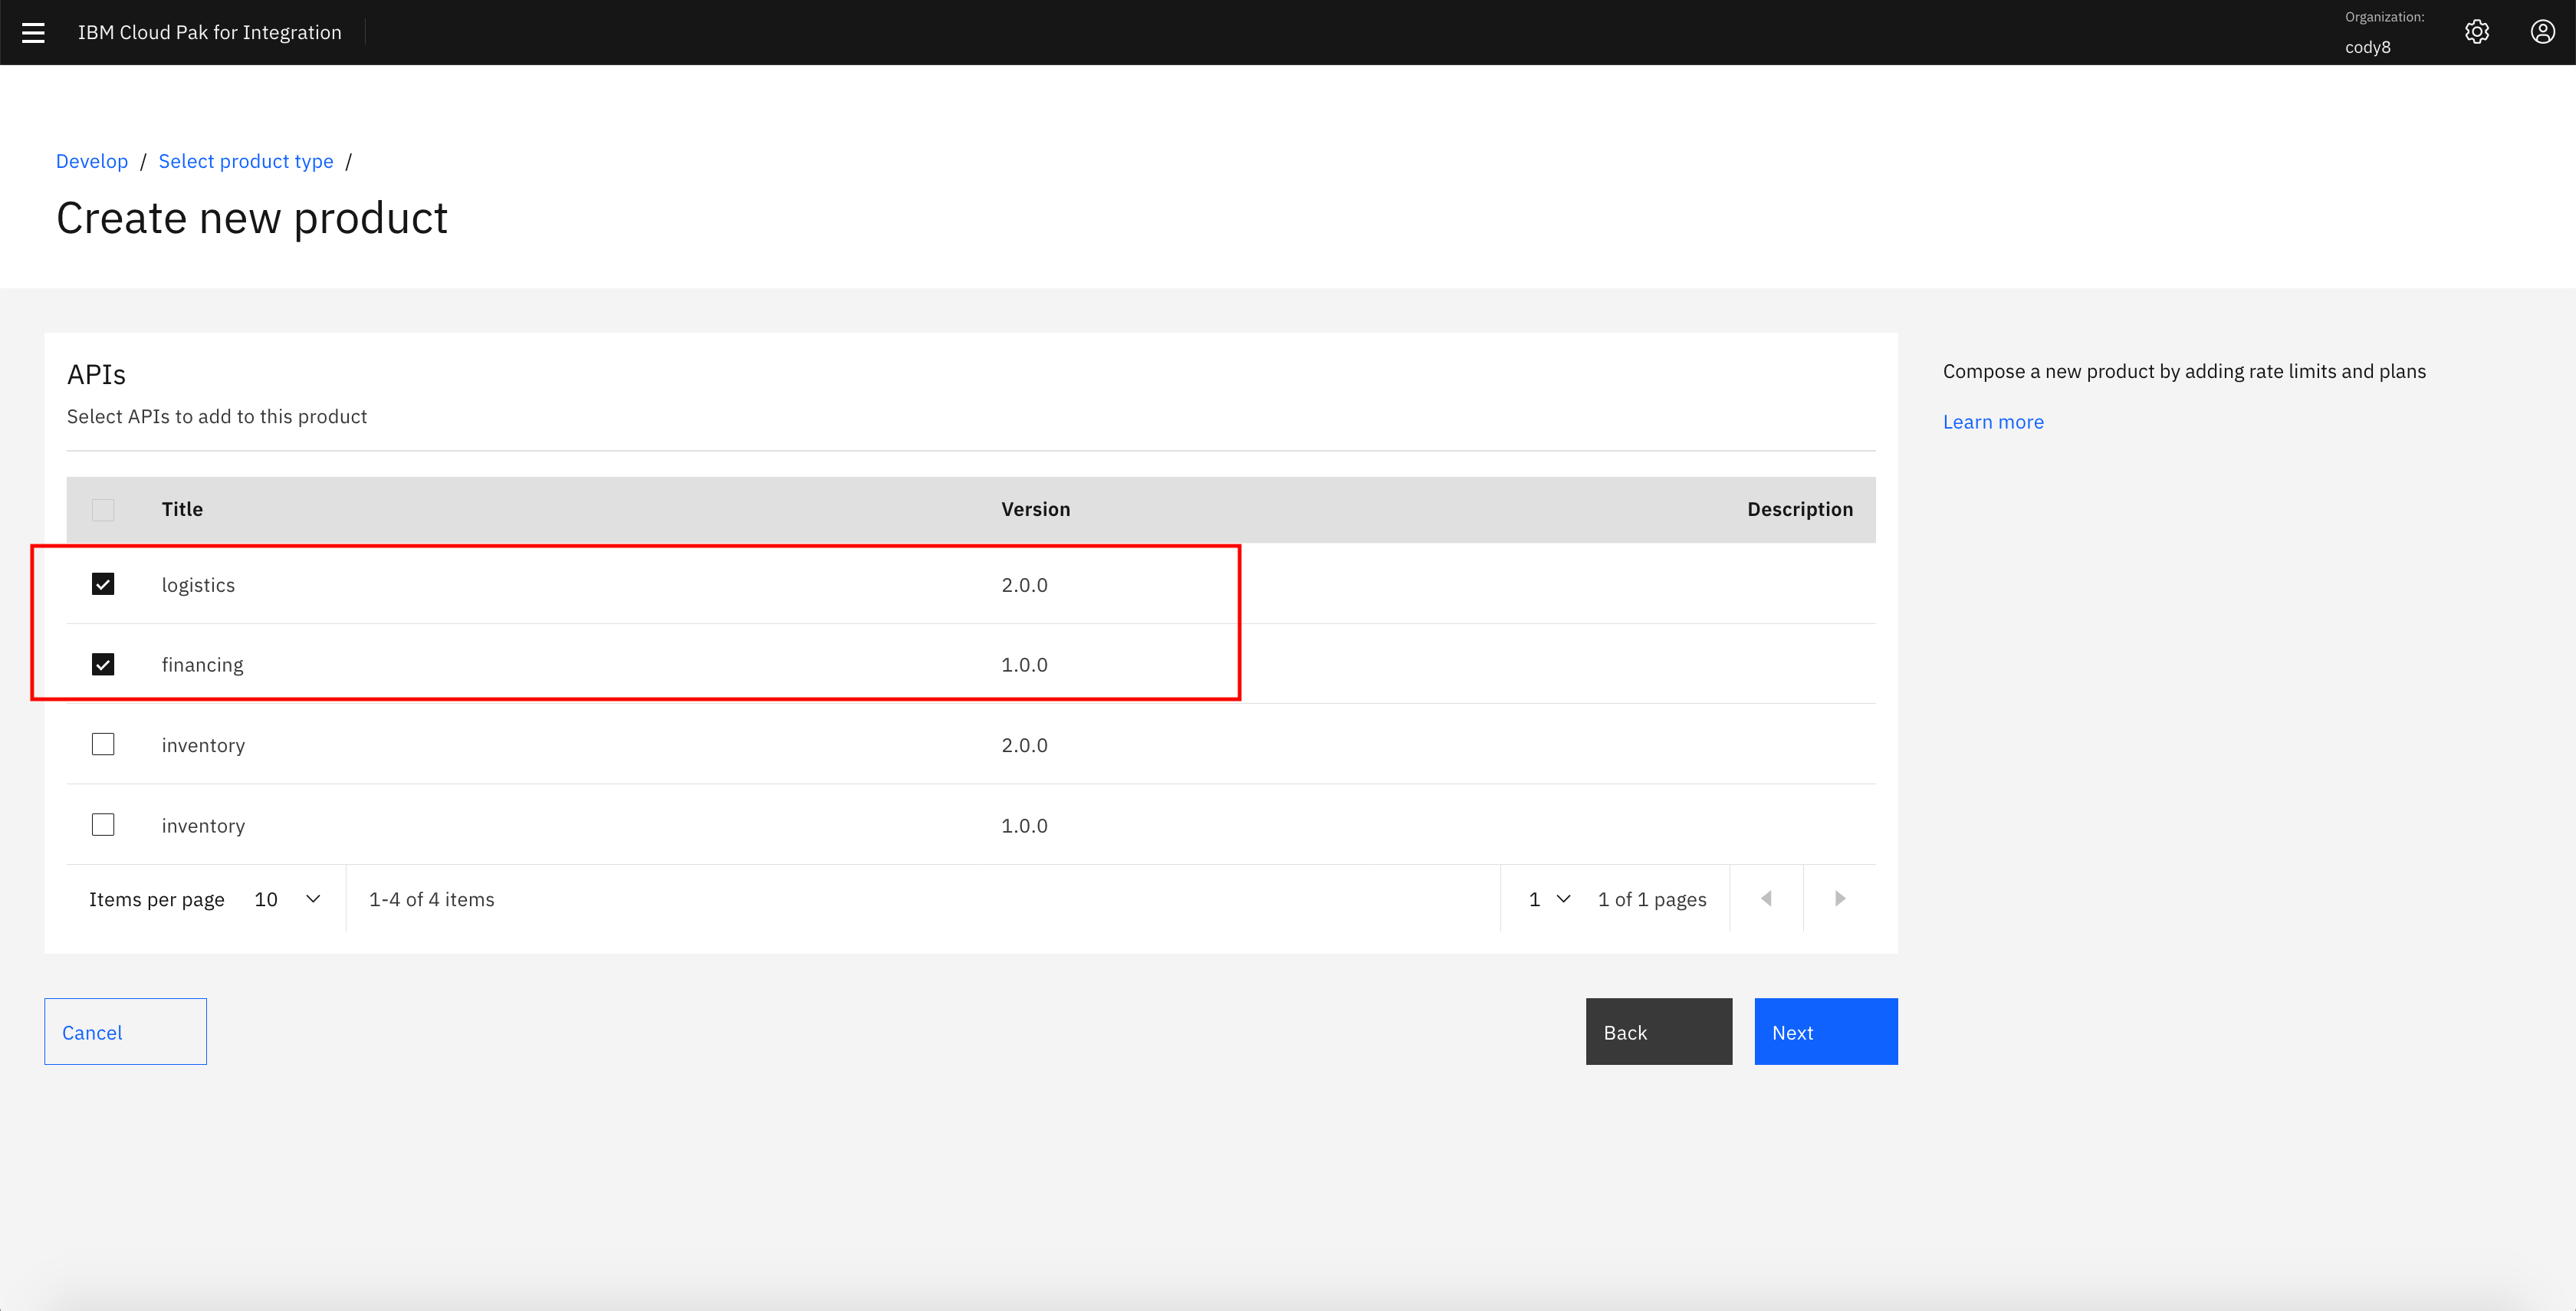 IBM Cloud Pak for Integration
Organization:
cody8
Develop / Select product type /
Create new product
APIs
Select APIs to add to this product
Compose a new product by adding rate limits and plans
Learn more
Title Version Description
logistics 2.0.0
financing 1.0.0
inventory 2.0.0
inventory 1.0.0
Items per page 10 1-4 of 4 items 1 1 of 1 pages
Cancel Back Next